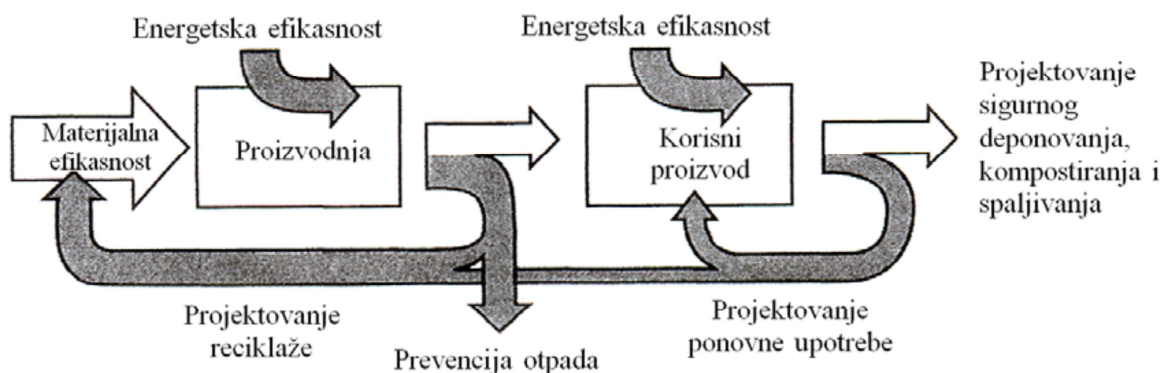 Energetska efikasnost
Energetska efikasnost
Materijalna
efikasnost
Proizvodnja
Korisni
proizvod
Projektovanje
sigurnog
deponovanja,
kompostiranja i
spaljivanja
Projektovanje
reciklaže
Prevencija otpada
Projektovanje
ponovne upotrebe